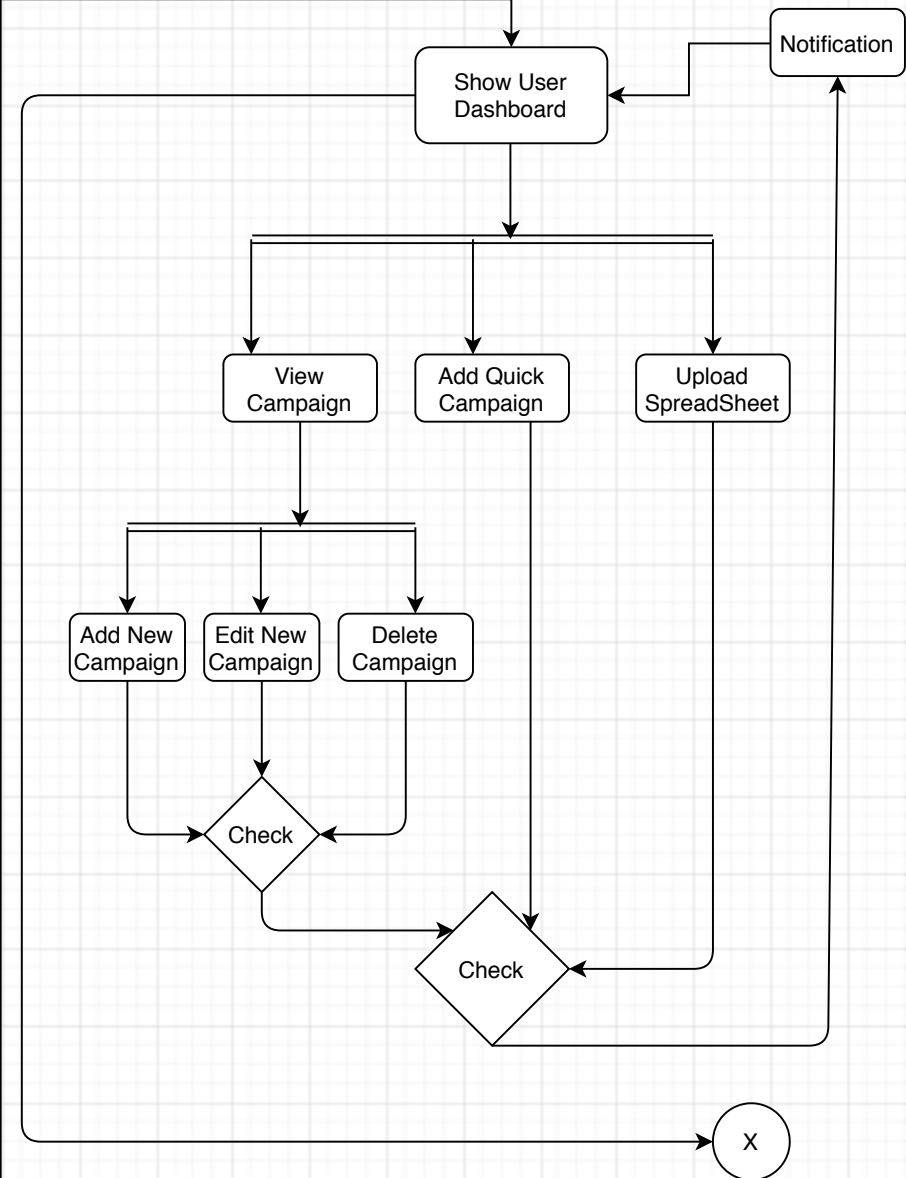 Notification
Show User
Dashboard
View
Campaign
Add Quick
Campaign
Upload
SpreadSheet
Add New
Campaign
Edit New
Campaign
Delete
Campaign
Check
Check
X